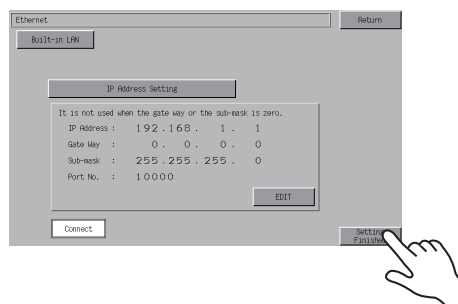 Ethernet
Return
Built-in LAN
IP Address Setting
It is not used when the gate way or the sub-mask is zero.
IP Address : 192.168. 1. 1
Gate Way : 0. 0. 0. 0
Sub-mask : 255.255.255. 0
Port No. : 10000
EDIT
Connect
Setting
Finished